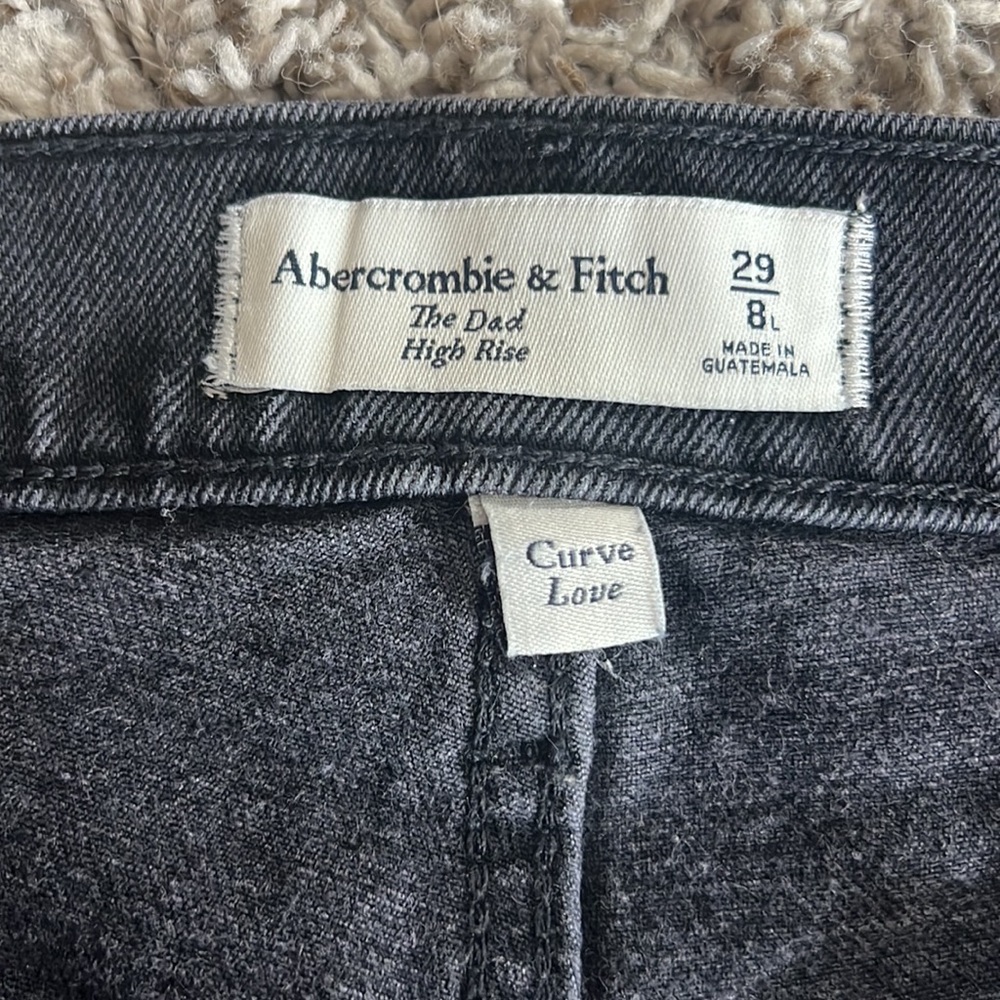 Abercrombie & Fitch
The Dad
High Rise
29
8L
MADE IN
GUATEMALA
Curve
Love